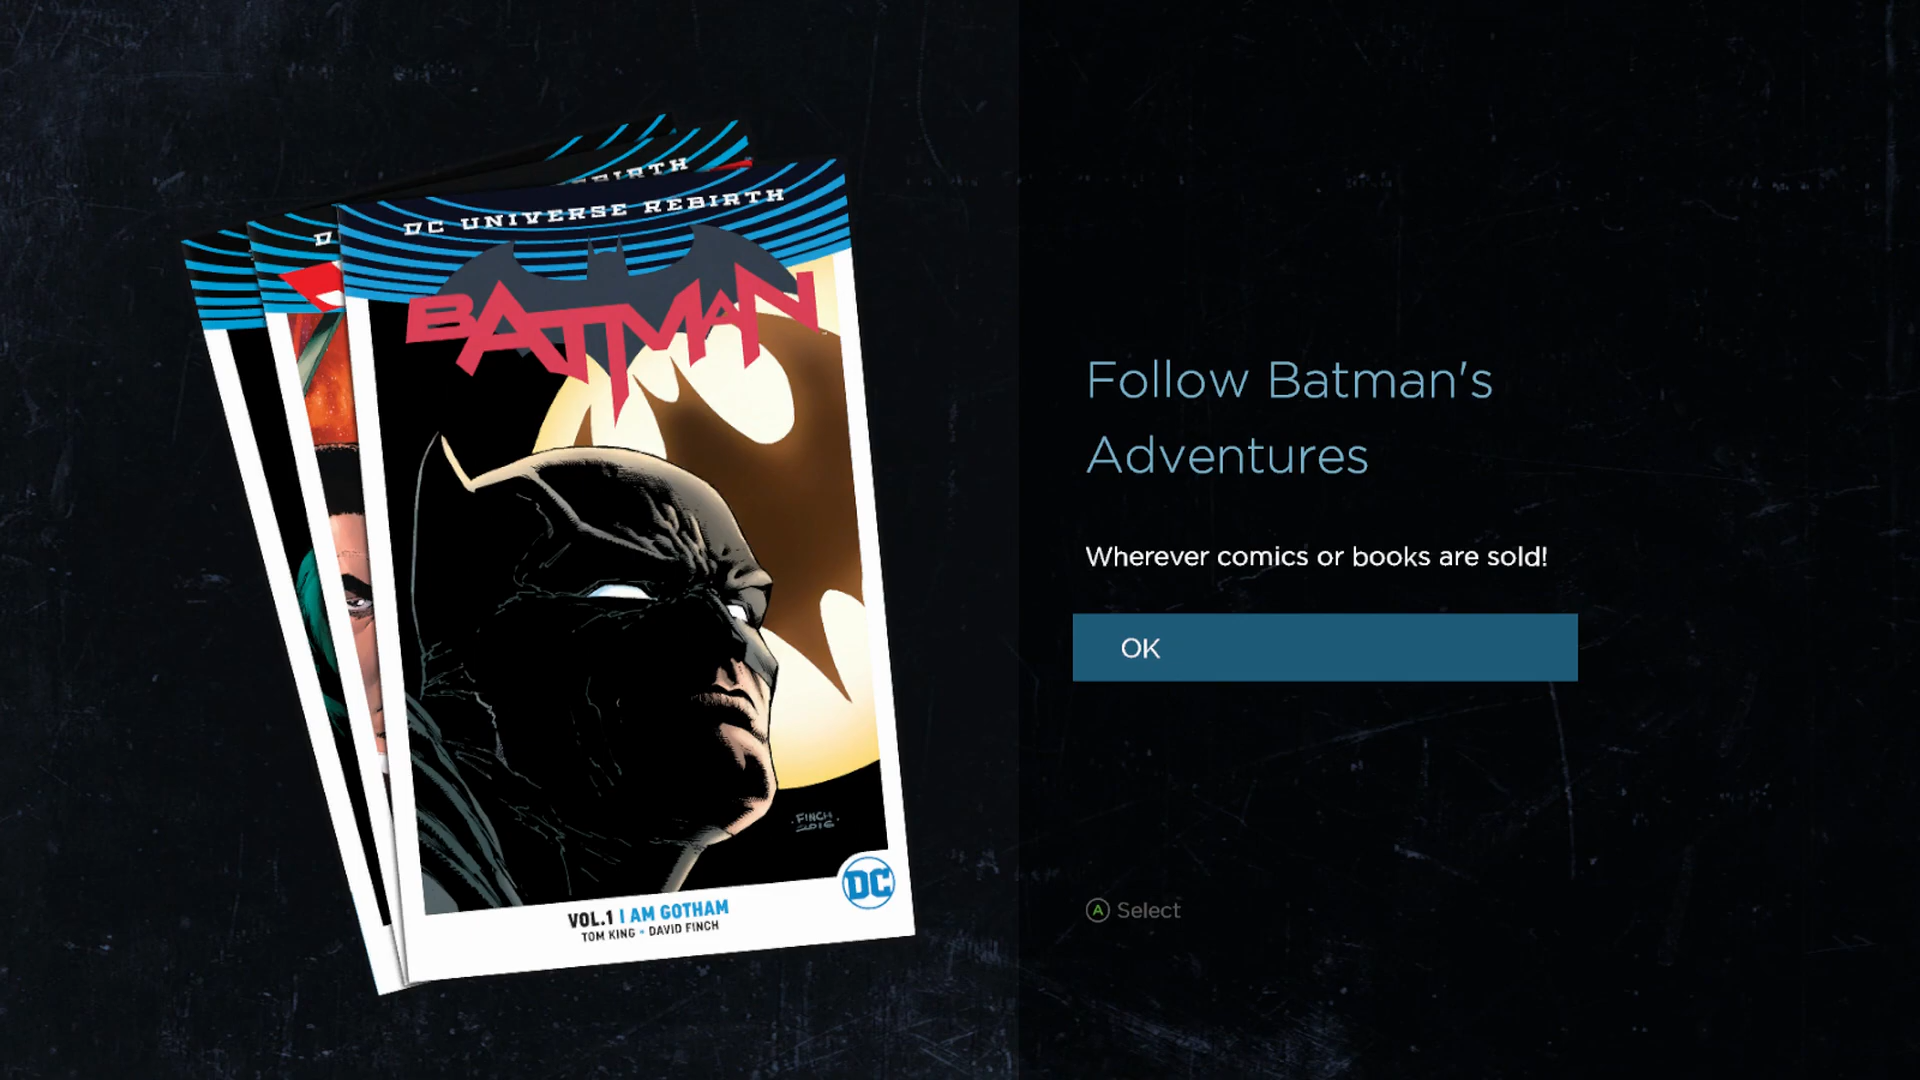 DC UNIVERSE REBIRTH
BATMAN
FINCH
2016
DC
VOL.1 | I AM GOTHAM
TOM KING • DAVID FINCH
Follow Batman's
Adventures
Wherever comics or books are sold!
OK
A Select